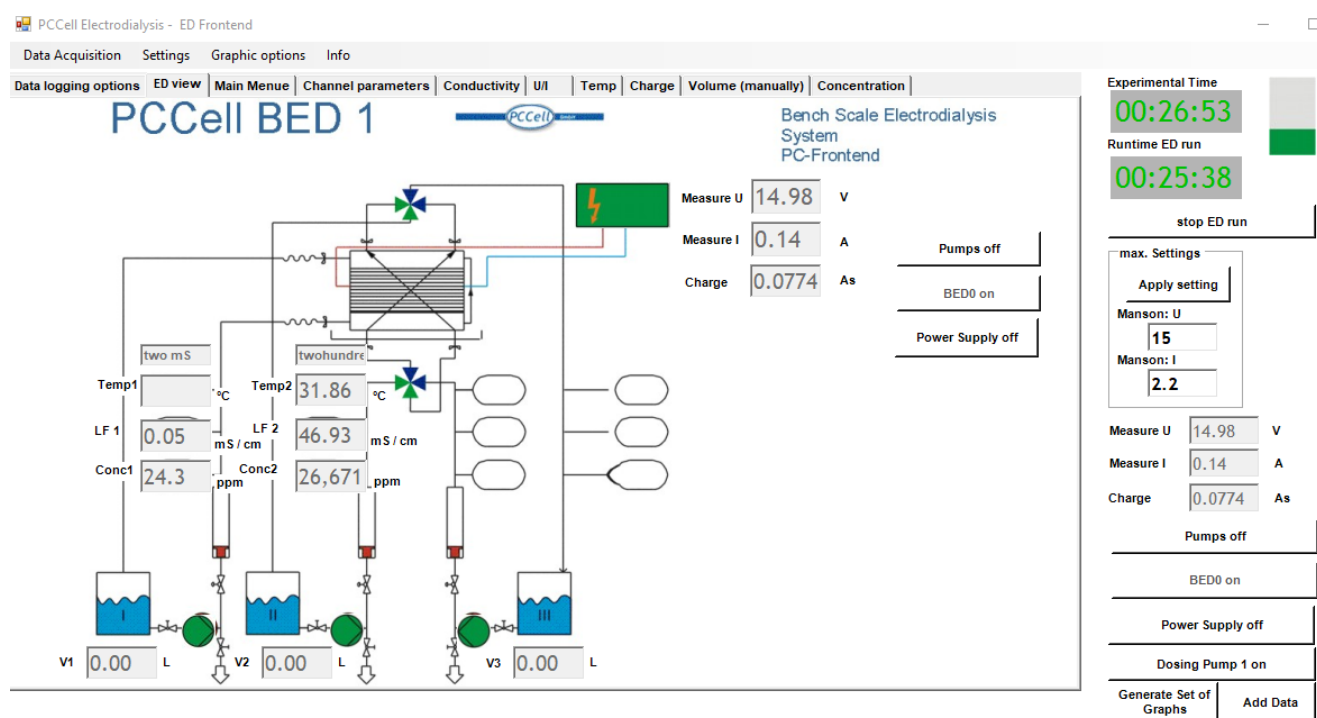 PCCell Electrodialysis - ED Frontend
Data Acquisition Settings Graphic options Info
Data logging options ED view Main Menue Channel parameters Conductivity U/I Temp Charge Volume (manually) Concentration
PCCell BED 1
PCCell
Bench Scale Electrodialysis
System
PC-Frontend
Measure U 14.98 V
Measure I 0.14 A
Charge 0.0774 As
Pumps off
BED0 on
Power Supply off
two mS twohundre
Temp1 °C Temp2 31.86 °C
LF 1 0.05 mS / cm LF 2 46.93 mS / cm
Conc1 24.3 ppm Conc2 26,671 ppm
I II III
V1 0.00 L V2 0.00 L V3 0.00 L
Experimental Time
00:26:53
Runtime ED run
00:25:38
stop ED run
max. Settings
Apply setting
Manson: U
15
Manson: I
2.2
Measure U 14.98 V
Measure I 0.14 A
Charge 0.0774 As
Pumps off
BED0 on
Power Supply off
Dosing Pump 1 on
Generate Set of
Graphs
Add Data